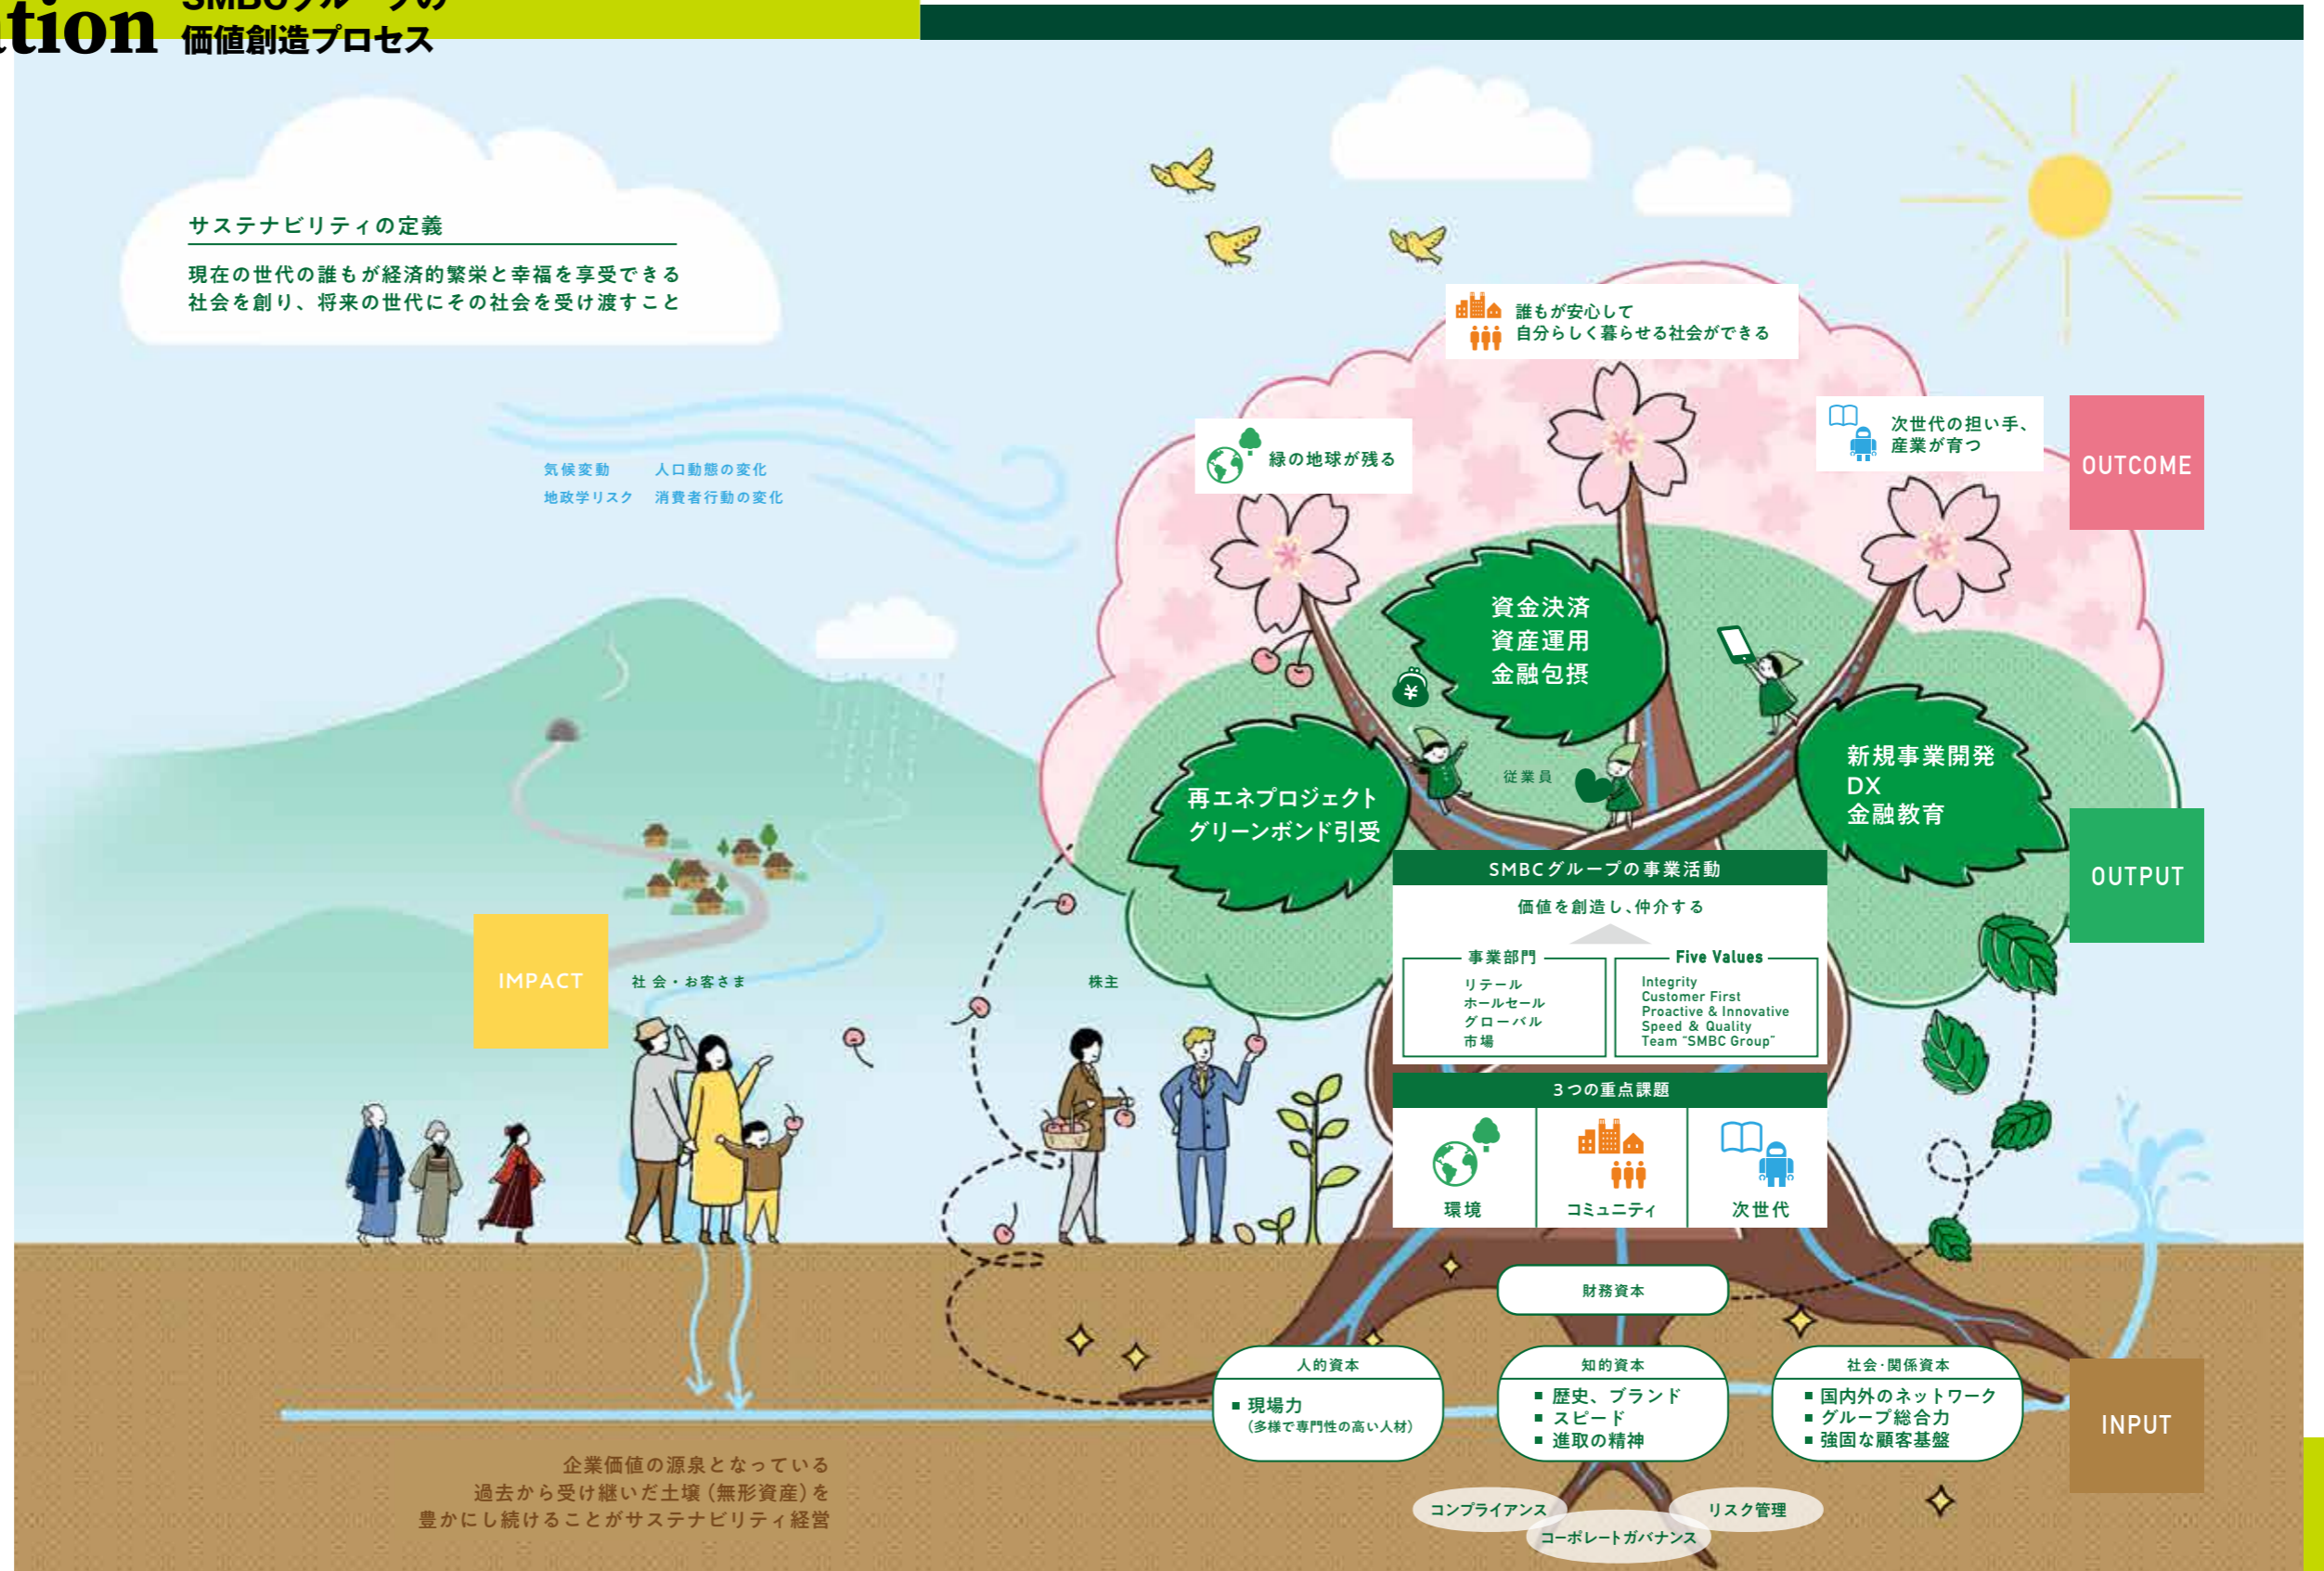 SMBCグループの
価値創造プロセス
サステナビリティの定義
現在の世代の誰もが経済的繁栄と幸福を享受できる
社会を創り、将来の世代にその社会を受け渡すこと
気候変動 人口動態の変化
地政学リスク 消費者行動の変化
誰もが安心して
自分らしく暮らせる社会ができる
緑の地球が残る
次世代の担い手、
産業が育つ
OUTCOME
資金決済
資産運用
金融包摂
再エネプロジェクト
グリーンボンド引受
従業員
新規事業開発
DX
金融教育
OUTPUT
SMBCグループの事業活動
価値を創造し、仲介する
事業部門
リテール
ホールセール
グローバル
市場
Five Values
Integrity
Customer First
Proactive & Innovative
Speed & Quality
Team “SMBC Group”
IMPACT
社会・お客さま
株主
3つの重点課題
環境
コミュニティ
次世代
財務資本
人的資本
■ 現場力
(多様で専門性の高い人材)
知的資本
■ 歴史、ブランド
■ スピード
■ 進取の精神
社会・関係資本
■ 国内外のネットワーク
■ グループ総合力
■ 強固な顧客基盤
INPUT
企業価値の源泉となっている
過去から受け継いだ土壌(無形資産)を
豊かにし続けることがサステナビリティ経営
コンプライアンス
コーポレートガバナンス
リスク管理